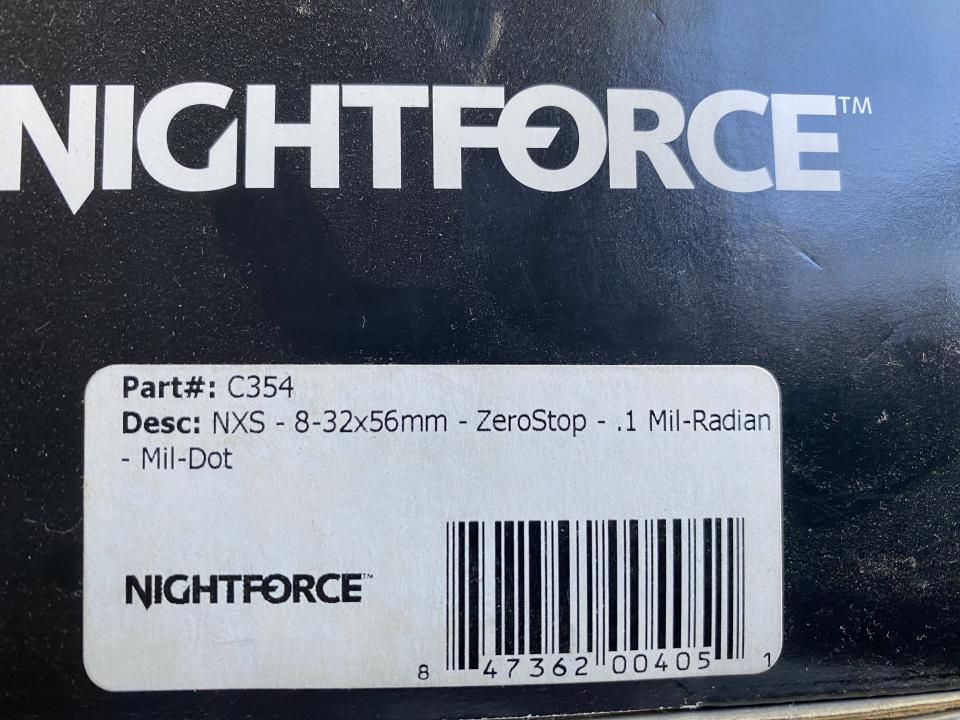 NIGHTFORCE™
Part#: C354
Desc: NXS - 8-32x56mm - ZeroStop - .1 Mil-Radian
- Mil-Dot
NIGHTFORCE™
8 47362 00405 1